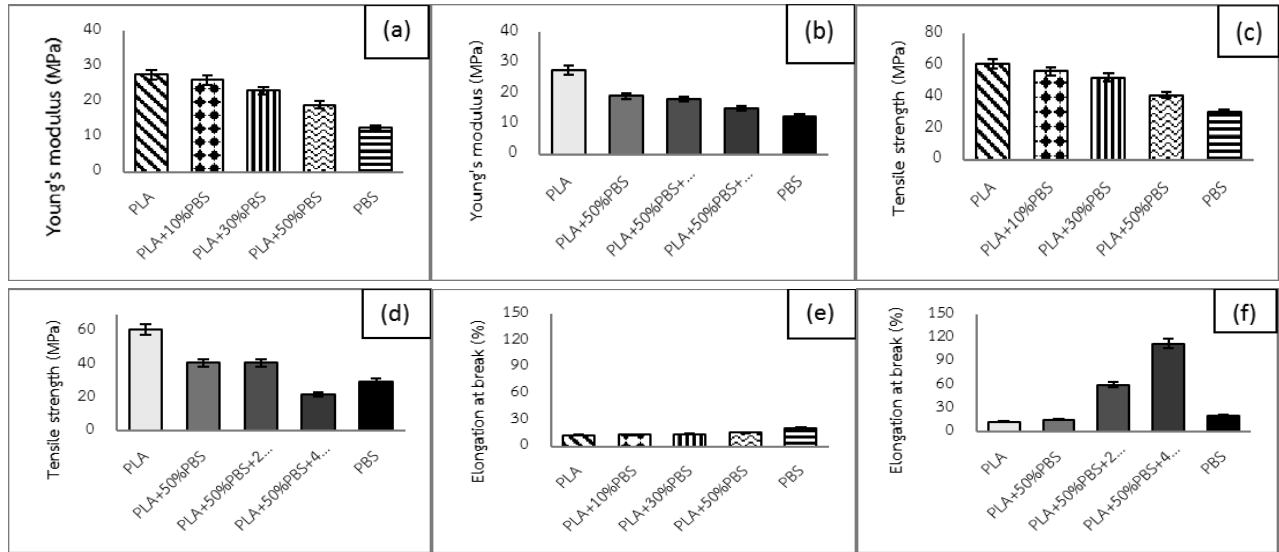 (a)
Young's modulus (MPa)
40
30
20
10
0
PLA
PLA+10%PBS
PLA+30%PBS
PLA+50%PBS
PBS
(b)
Young's modulus (MPa)
40
30
20
10
0
PLA
PLA+50%PBS
PLA+50%PBS+...
PLA+50%PBS+...
PBS
(c)
Tensile strength (MPa)
80
60
40
20
0
PLA
PLA+10%PBS
PLA+30%PBS
PLA+50%PBS
PBS
(d)
Tensile strength (MPa)
60
40
20
0
PLA
PLA+50%PBS
PLA+50%PBS+2...
PLA+50%PBS+4...
PBS
(e)
Elongation at break (%)
150
120
90
60
30
0
PLA
PLA+10%PBS
PLA+30%PBS
PLA+50%PBS
PBS
(f)
Elongation at break (%)
150
120
90
60
30
0
PLA
PLA+50%PBS
PLA+50%PBS+2...
PLA+50%PBS+4...
PBS